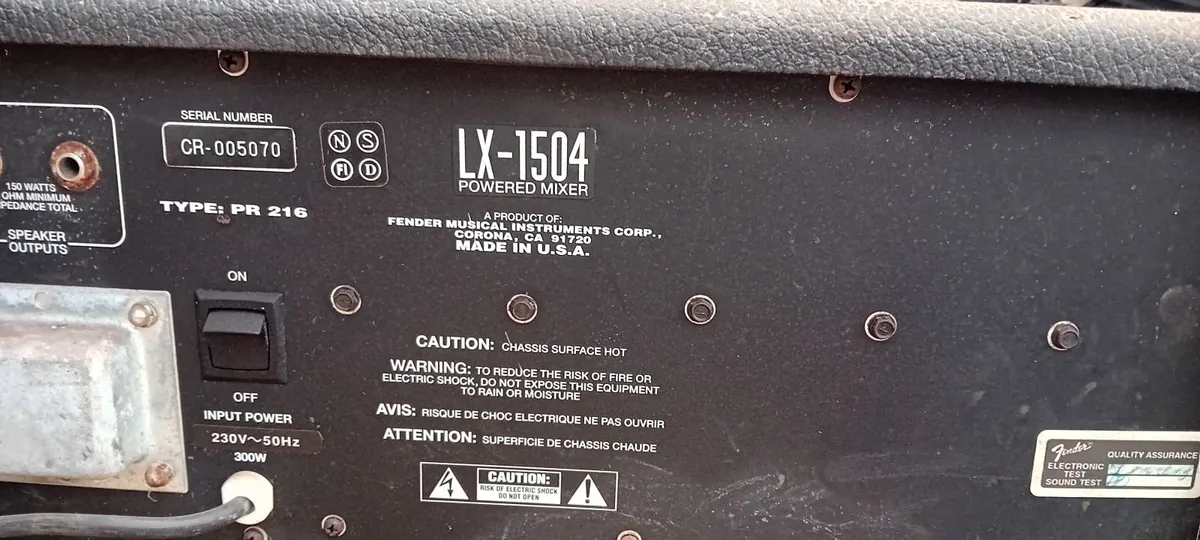 SERIAL NUMBER
CR-005070
N S
FI D
LX-1504
POWERED MIXER
150 WATTS
OHM MINIMUM
PEDANCE TOTAL
SPEAKER
OUTPUTS
TYPE: PR 216
A PRODUCT OF:
FENDER MUSICAL INSTRUMENTS CORP.,
CORONA, CA 91720
MADE IN U.S.A.
ON
OFF
INPUT POWER
230V~50Hz
300W
CAUTION: CHASSIS SURFACE HOT
WARNING: TO REDUCE THE RISK OF FIRE OR
ELECTRIC SHOCK, DO NOT EXPOSE THIS EQUIPMENT
TO RAIN OR MOISTURE
AVIS: RISQUE DE CHOC ELECTRIQUE NE PAS OUVRIR
ATTENTION: SUPERFICIE DE CHASSIS CHAUDE
CAUTION:
RISK OF ELECTRIC SHOCK
DO NOT OPEN
Fender
QUALITY ASSURANCE
ELECTRONIC
TEST
SOUND TEST